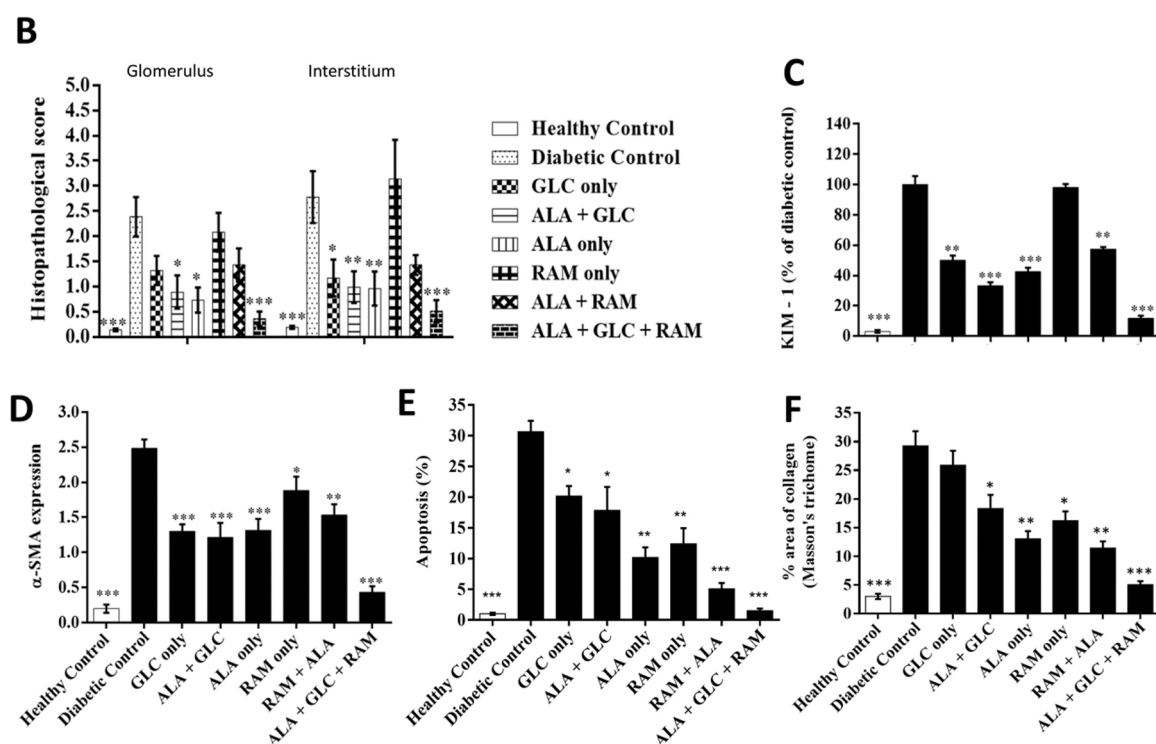 B
Glomerulus Interstitium
Histopathological score
5.0
4.5
4.0
3.5
3.0
2.5
2.0
1.5
1.0
0.5
0.0
*** * * *** *** * ** ** ***
Healthy Control
Diabetic Control
GLC only
ALA + GLC
ALA only
RAM only
ALA + RAM
ALA + GLC + RAM
C
KIM - 1 (% of diabetic control)
140
120
100
80
60
40
20
0
*** ** *** *** ** ***
D
α-SMA expression
3.0
2.5
2.0
1.5
1.0
0.5
0.0
*** *** *** *** * ** ***
Healthy Control
Diabetic Control
GLC only
ALA + GLC
ALA only
RAM only
RAM + ALA
ALA + GLC + RAM
E
Apoptosis (%)
35
30
25
20
15
10
5
0
*** * * ** ** *** ***
Healthy Control
Diabetic Control
GLC only
ALA + GLC
ALA only
RAM only
RAM + ALA
ALA + GLC + RAM
F
% area of collagen
(Masson's trichome)
35
30
25
20
15
10
5
0
*** * ** * ** ***
Healthy Control
Diabetic Control
GLC only
ALA + GLC
ALA only
RAM only
RAM + ALA
ALA + GLC + RAM